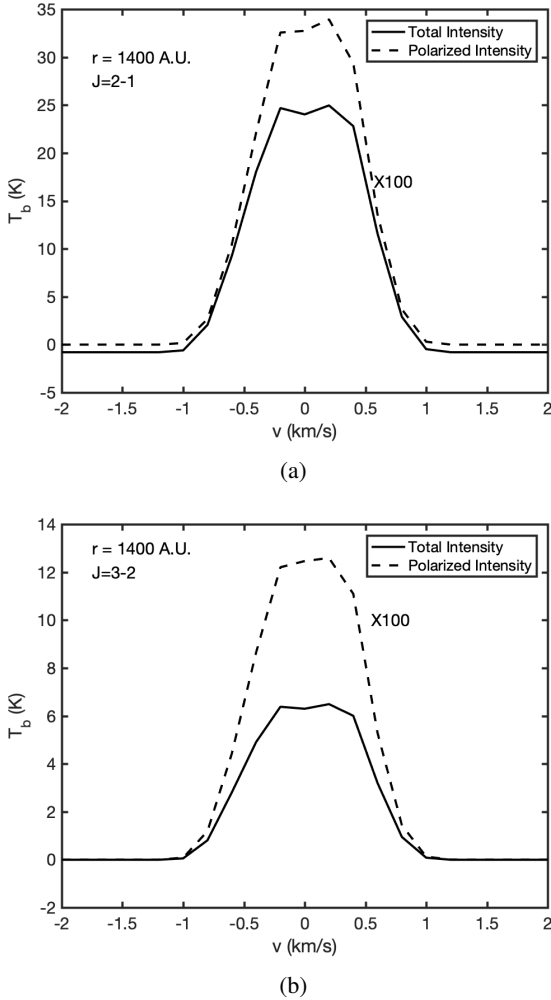 35
30
25
20
15
10
5
0
-5
T_b (K)
r = 1400 A.U.
J=2-1
Total Intensity
Polarized Intensity
X100
-2 -1.5 -1 -0.5 0 0.5 1 1.5 2
v (km/s)
(a)
14
12
10
8
6
4
2
0
-2
T_b (K)
r = 1400 A.U.
J=3-2
Total Intensity
Polarized Intensity
X100
-2 -1.5 -1 -0.5 0 0.5 1 1.5 2
v (km/s)
(b)